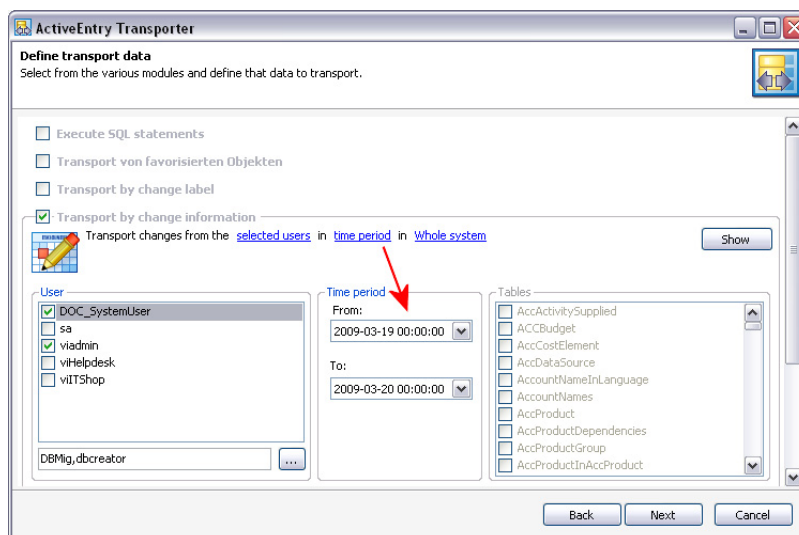 ActiveEntry Transporter
Define transport data
Select from the various modules and define that data to transport.
Execute SQL statements
Transport von favorisierten Objekten
Transport by change label
Transport by change information
Transport changes from the selected users in time period in Whole system
Show
User
DOC_SystemUser
sa
viadmin
viHelpdesk
viITShop
DBMig,dbcreator
...
Time period
From:
2009-03-19 00:00:00
To:
2009-03-20 00:00:00
Tables
AccActivitySupplied
ACCBudget
AccCostElement
AccDataSource
AccountNameInLanguage
AccountNames
AccProduct
AccProductDependencies
AccProductGroup
AccProductInAccProduct
Back
Next
Cancel